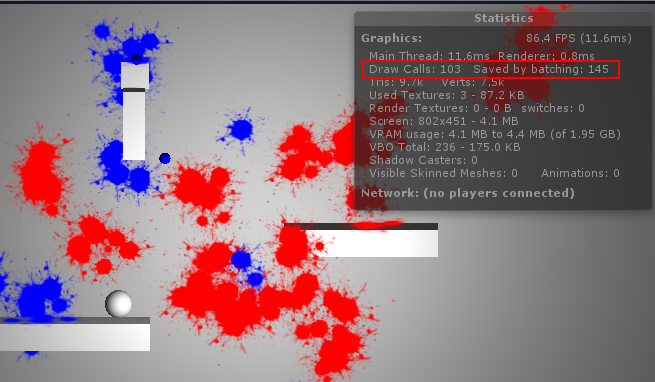 Statistics
Graphics: 86.4 FPS (11.6ms)
Main Thread: 11.6ms Renderer: 0.8ms
Draw Calls: 103 Saved by batching: 145
Tris: 9.7k Verts: 7.5k
Used Textures: 3 - 87.2 KB
Render Textures: 0 - 0 B switches: 0
Screen: 802x451 - 4.1 MB
VRAM usage: 4.1 MB to 4.4 MB (of 1.95 GB)
VBO Total: 236 - 175.0 KB
Shadow Casters: 0
Visible Skinned Meshes: 0 Animations: 0
Network: (no players connected)